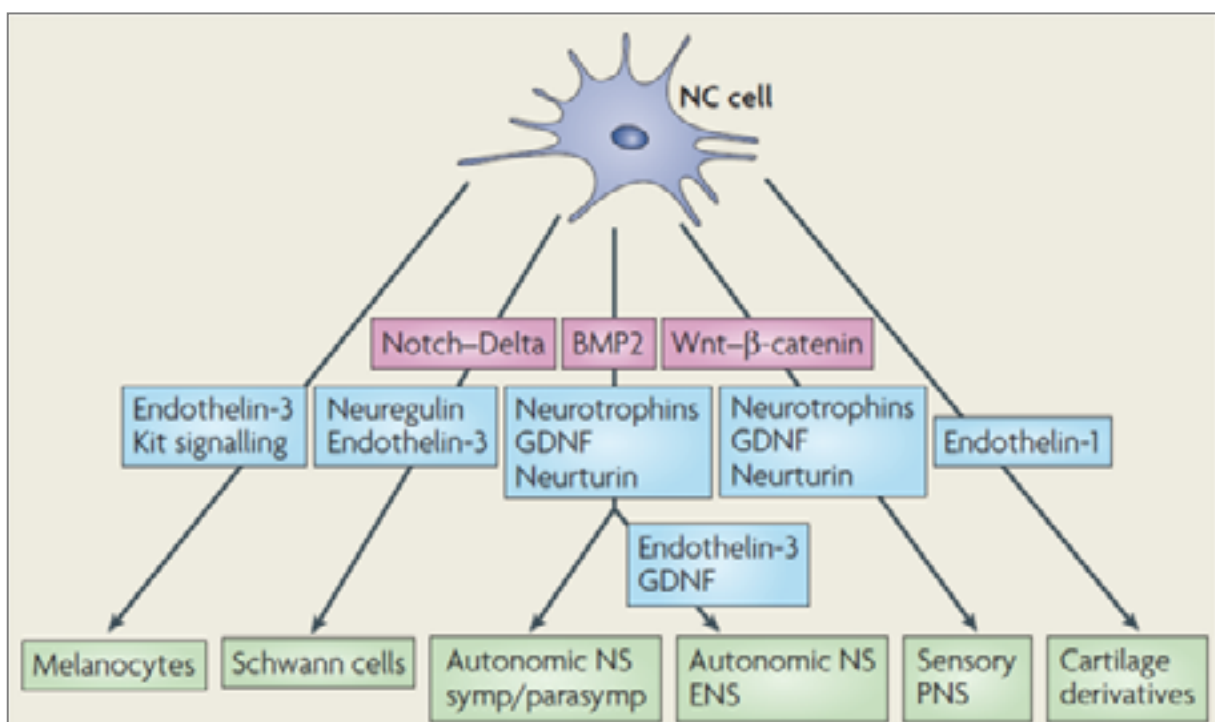 NC cell
Notch–Delta
BMP2
Wnt–β-catenin
Endothelin-3
Kit signalling
Neuregulin
Endothelin-3
Neurotrophins
GDNF
Neurturin
Neurotrophins
GDNF
Neurturin
Endothelin-1
Endothelin-3
GDNF
Melanocytes
Schwann cells
Autonomic NS
symp/parasymp
Autonomic NS
ENS
Sensory
PNS
Cartilage
derivatives